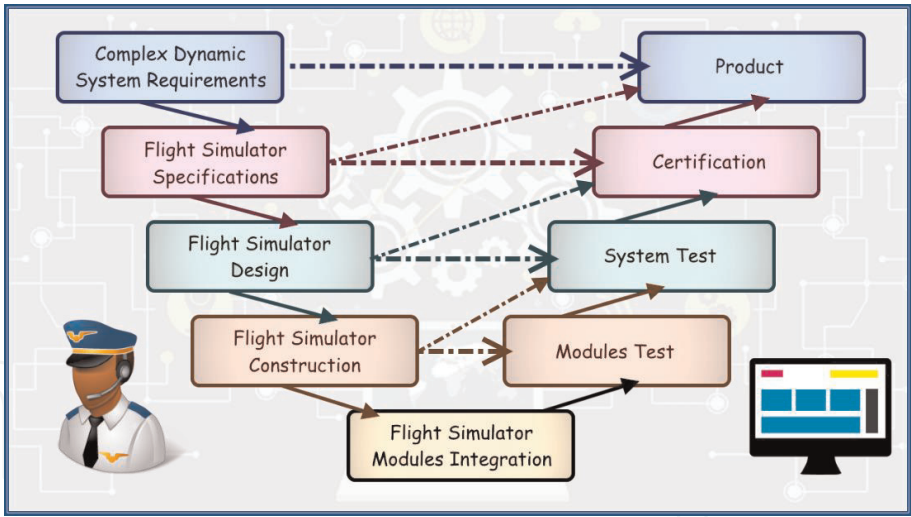 Complex Dynamic
System Requirements
Product
Flight Simulator
Specifications
Certification
Flight Simulator
Design
System Test
Flight Simulator
Construction
Modules Test
Flight Simulator
Modules Integration